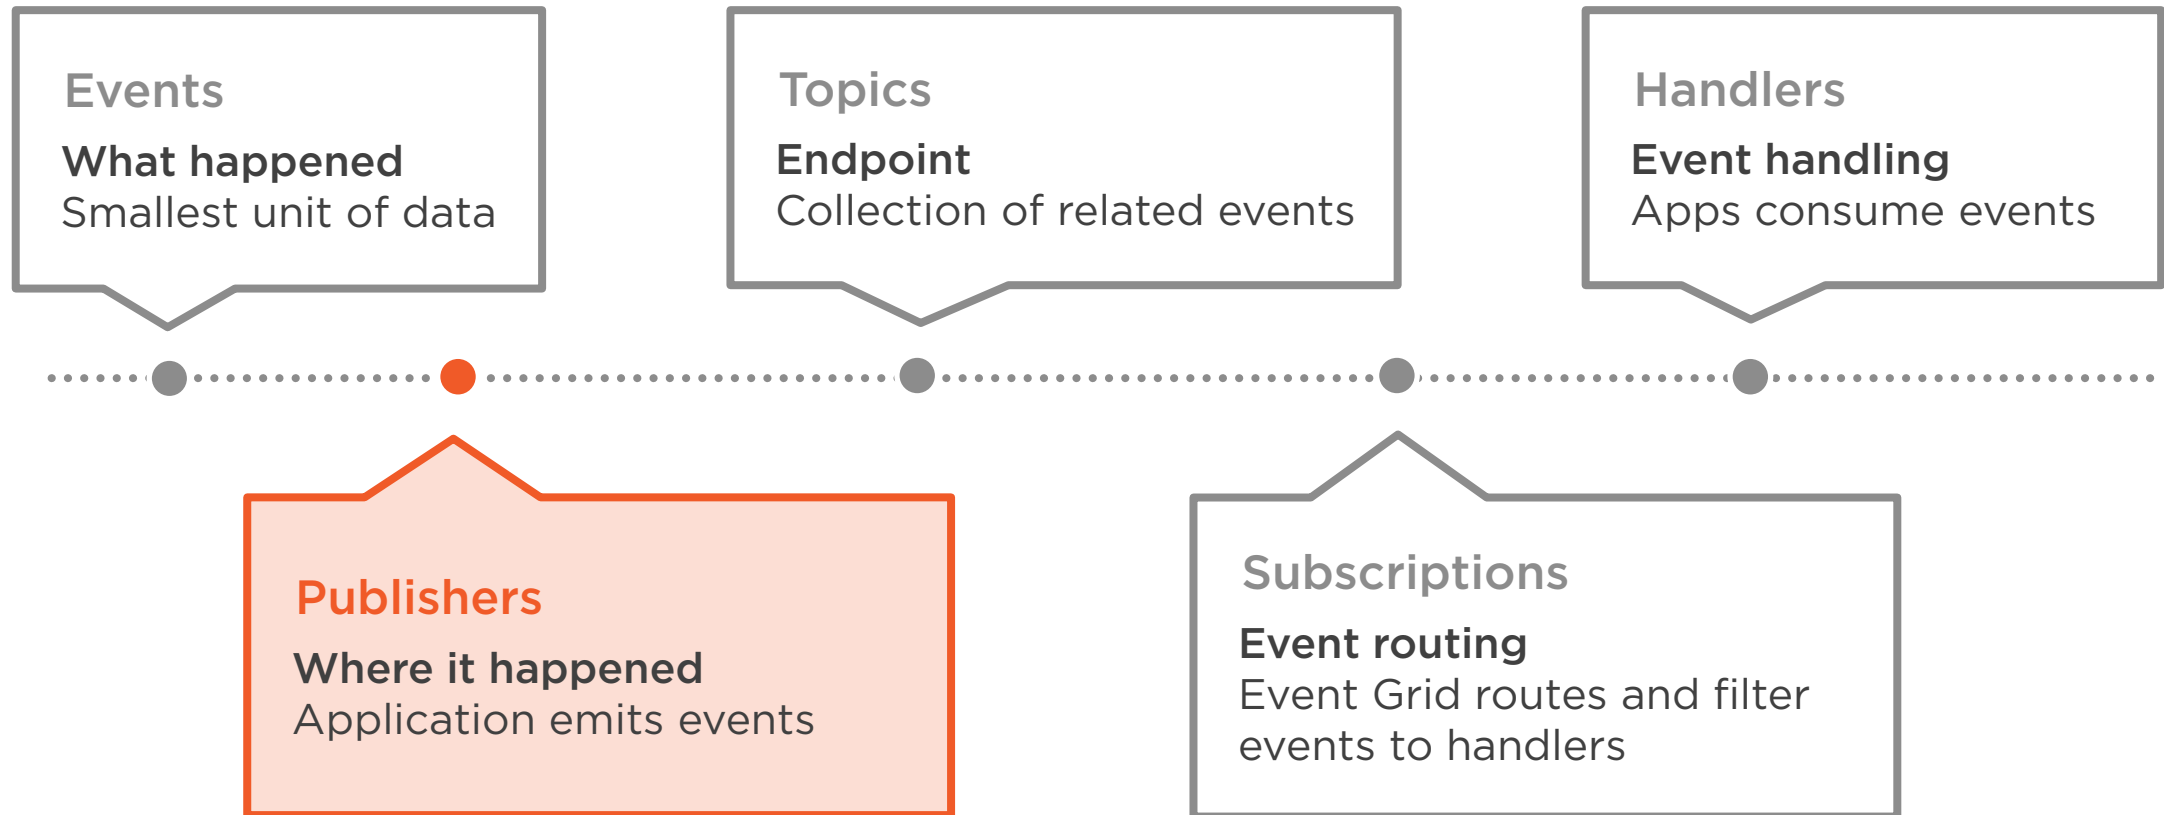 Events
What happened
Smallest unit of data
Topics
Endpoint
Collection of related events
Handlers
Event handling
Apps consume events
Publishers
Where it happened
Application emits events
Subscriptions
Event routing
Event Grid routes and filter
events to handlers